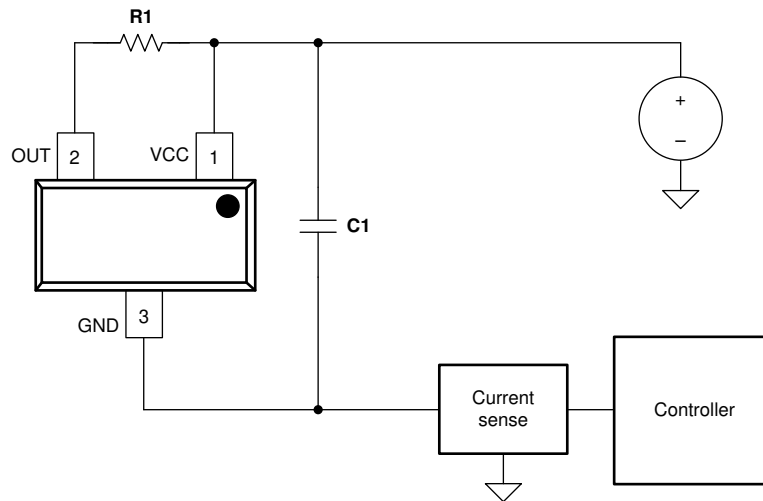 R1
OUT
2
VCC
1
+
–
C1
GND
3
Current
sense
Controller